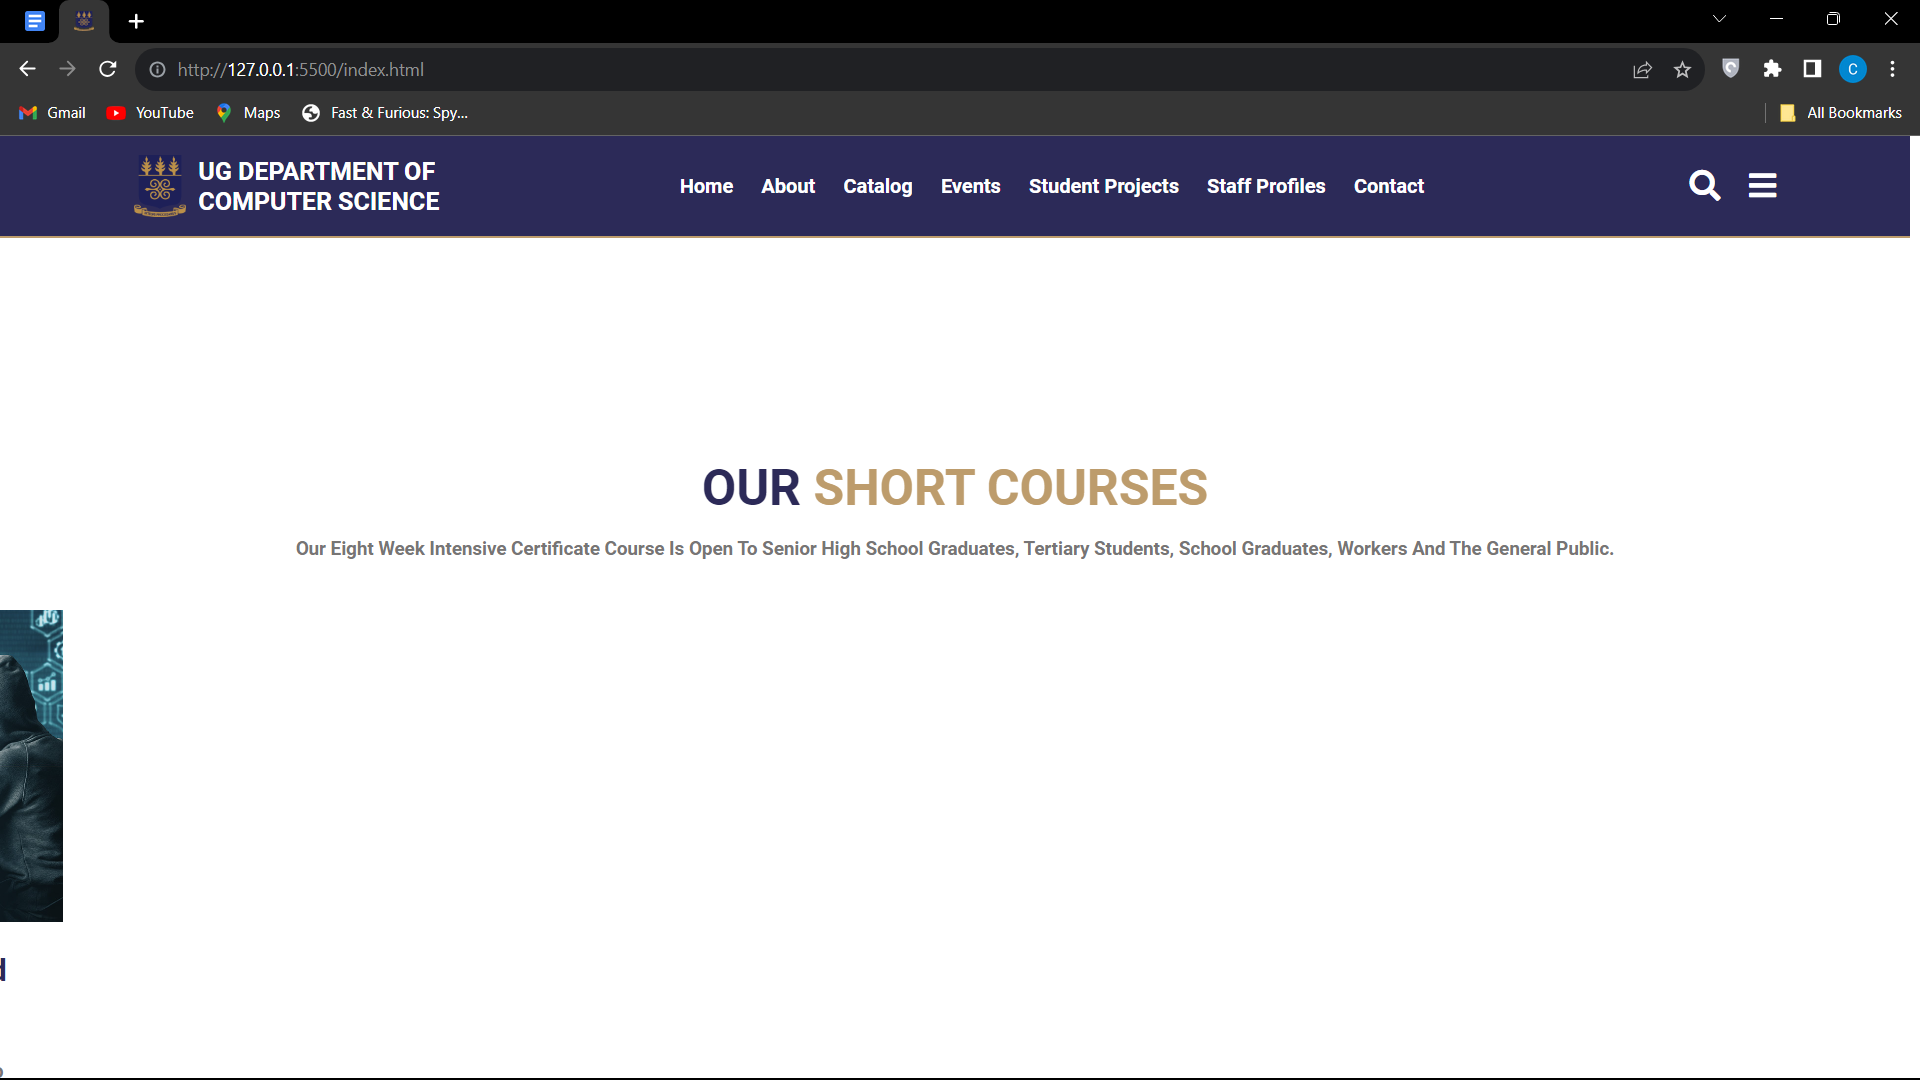 http://127.0.0.1:5500/index.html
C
Gmail YouTube Maps Fast & Furious: Spy... All Bookmarks
UG DEPARTMENT OF
COMPUTER SCIENCE
Home About Catalog Events Student Projects Staff Profiles Contact
OUR SHORT COURSES
Our Eight Week Intensive Certificate Course Is Open To Senior High School Graduates, Tertiary Students, School Graduates, Workers And The General Public.
d